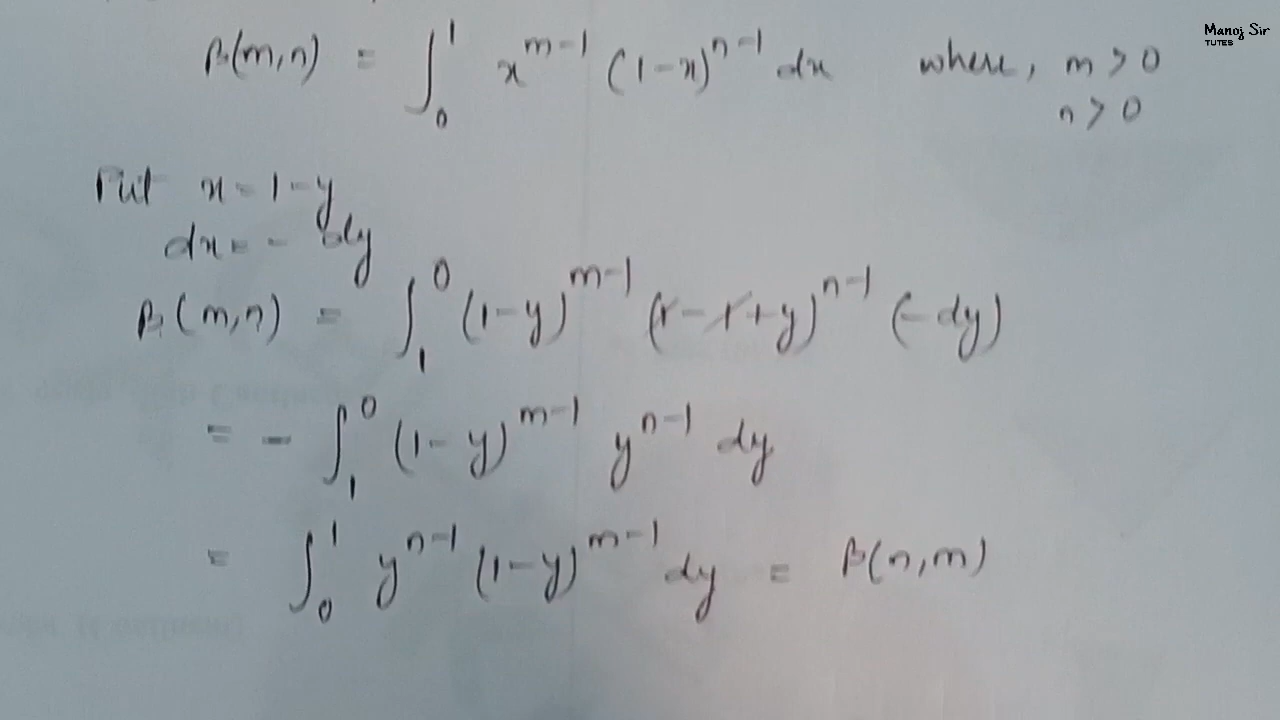 β(m,n) = ∫₀¹ x^{m-1} (1-x)^{n-1} dx where, m > 0
n > 0
Manoj Sir
TUTES
Put x = 1-y
dx = - dy
β(m,n) = ∫₁⁰ (1-y)^{m-1} (1-1+y)^{n-1} (-dy)
= - ∫₁⁰ (1-y)^{m-1} y^{n-1} dy
= ∫₀¹ y^{n-1} (1-y)^{m-1} dy = β(n,m)